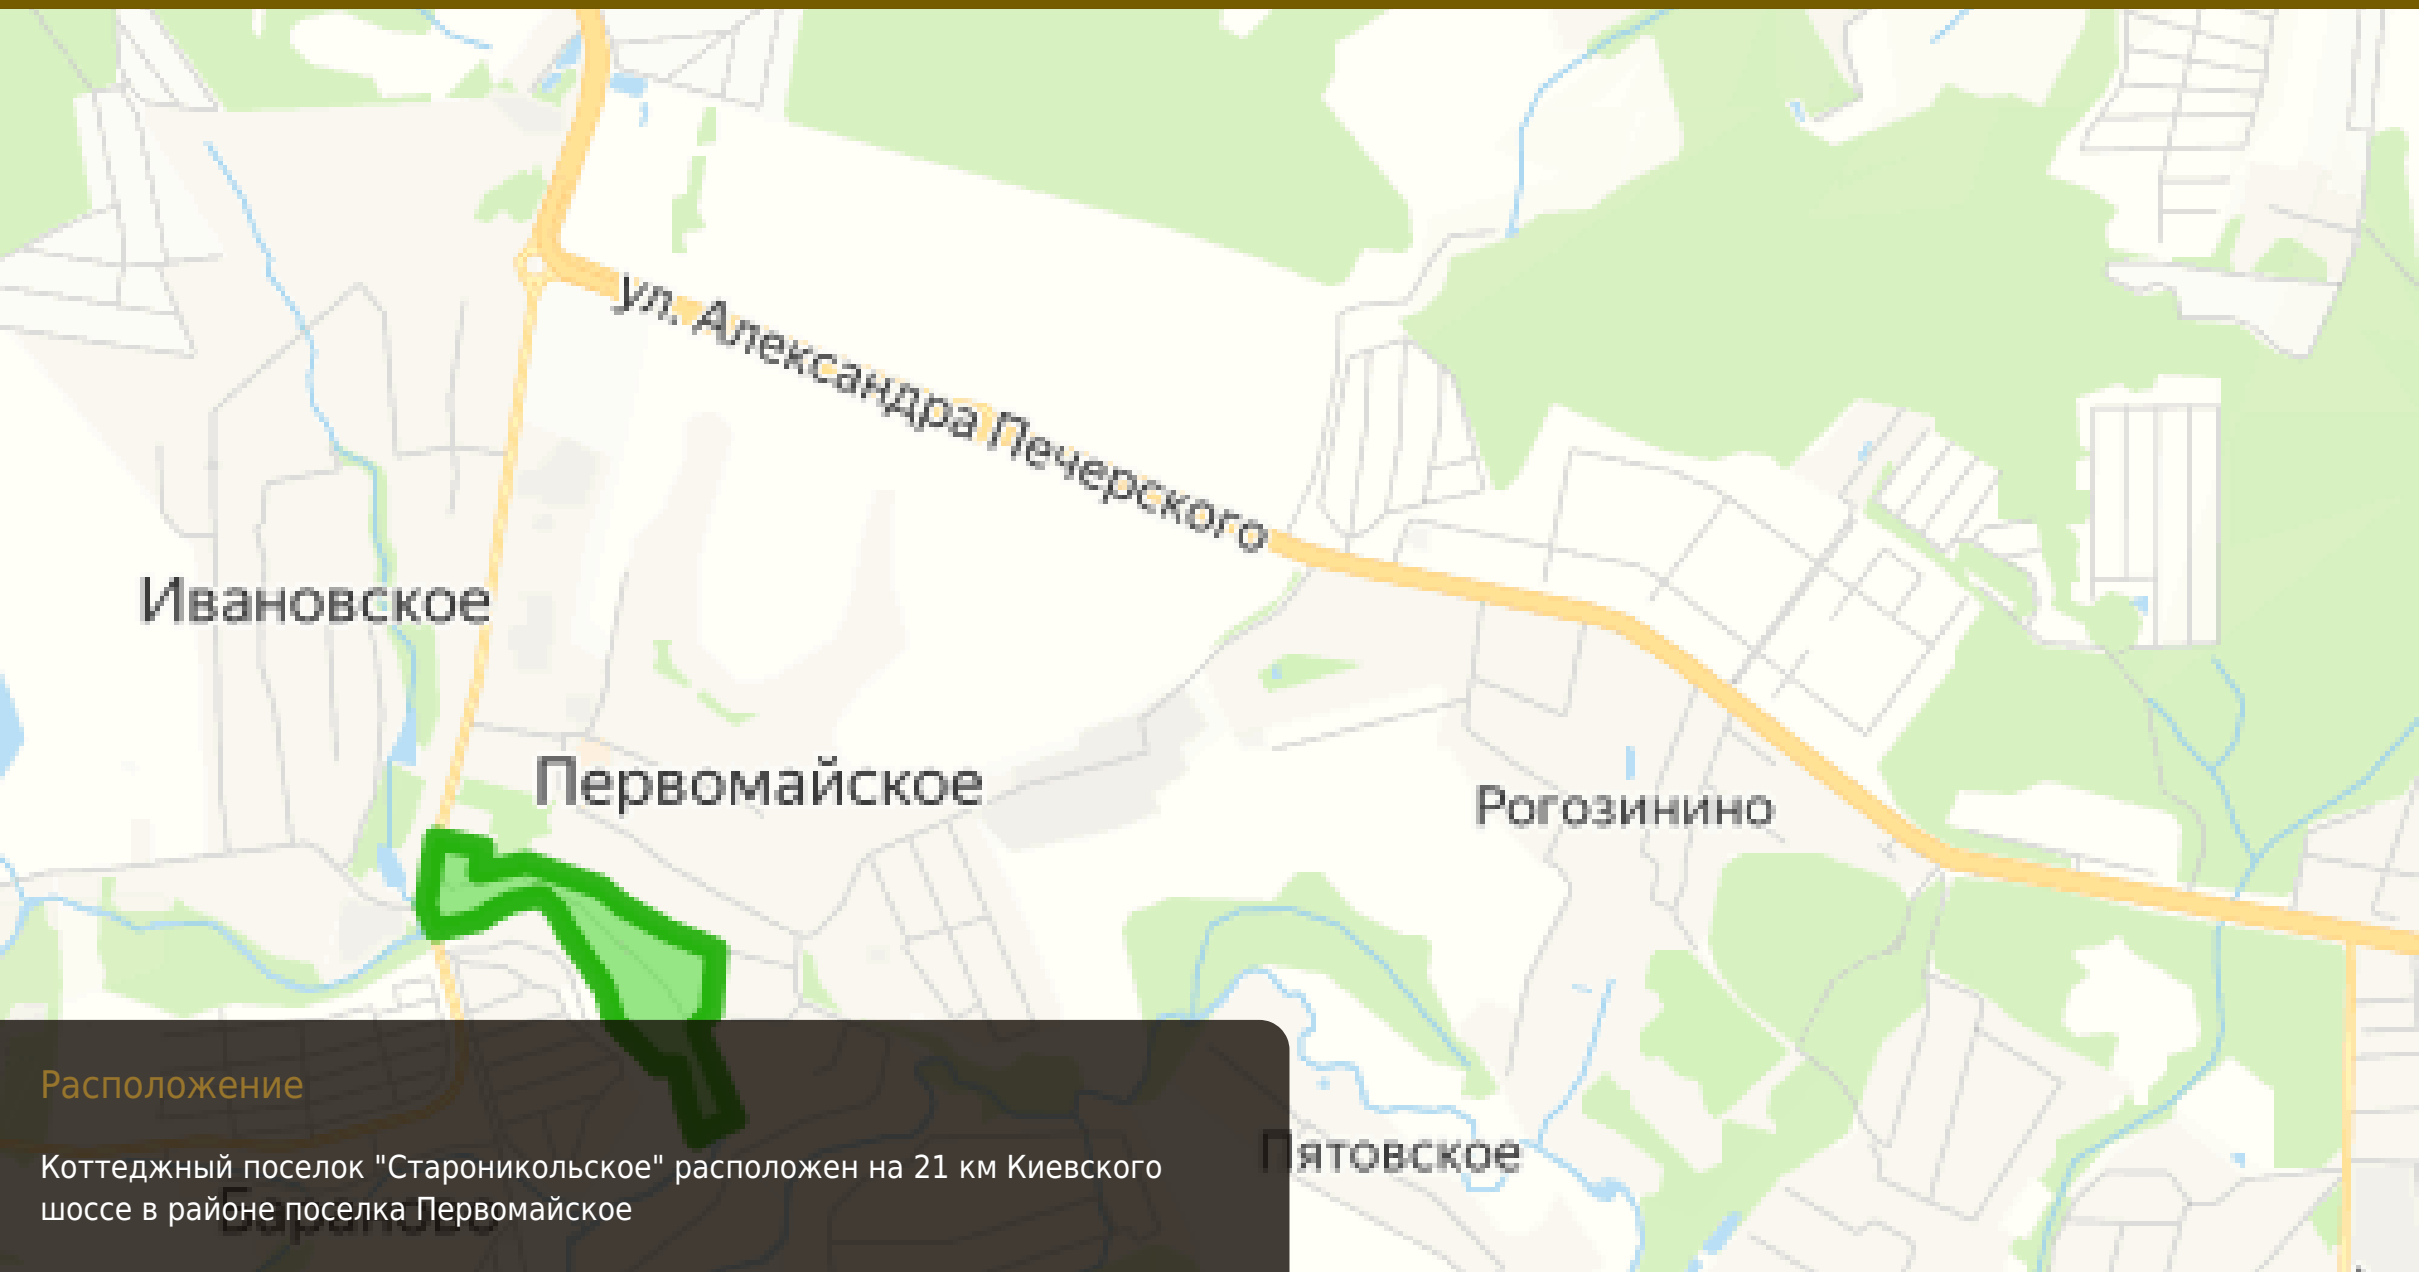 ул. Александра Печерского
Ивановское
Первомайское
Рогозинино
Пятовское
Расположение
Коттеджный поселок "Староникольское" расположен на 21 км Киевского
шоссе в районе поселка Первомайское
Бараново